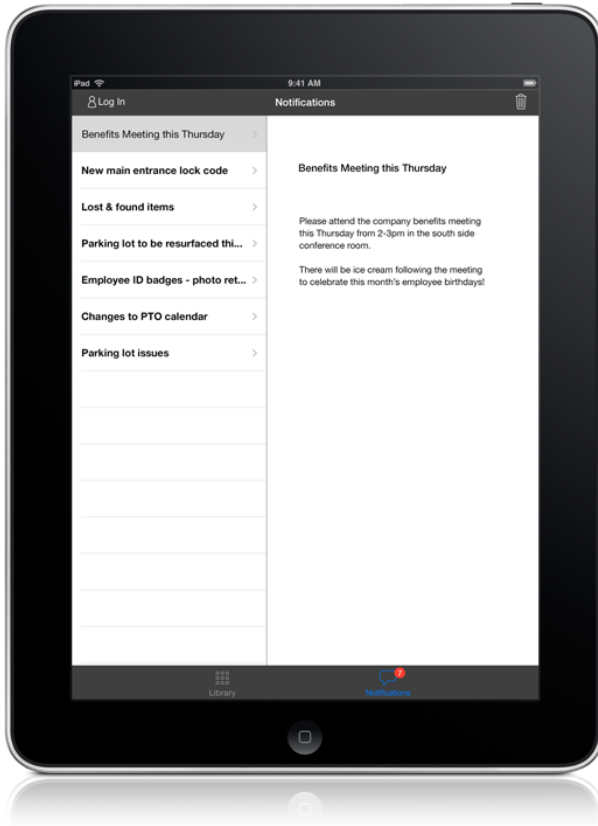 iPad
9:41 AM
Log In
Notifications
Benefits Meeting this Thursday
New main entrance lock code
Lost & found items
Parking lot to be resurfaced thi...
Employee ID badges - photo ret...
Changes to PTO calendar
Parking lot issues
Benefits Meeting this Thursday
Please attend the company benefits meeting
this Thursday from 2-3pm in the south side
conference room.
There will be ice cream following the meeting
to celebrate this month's employee birthdays!
Library
7
Notifications